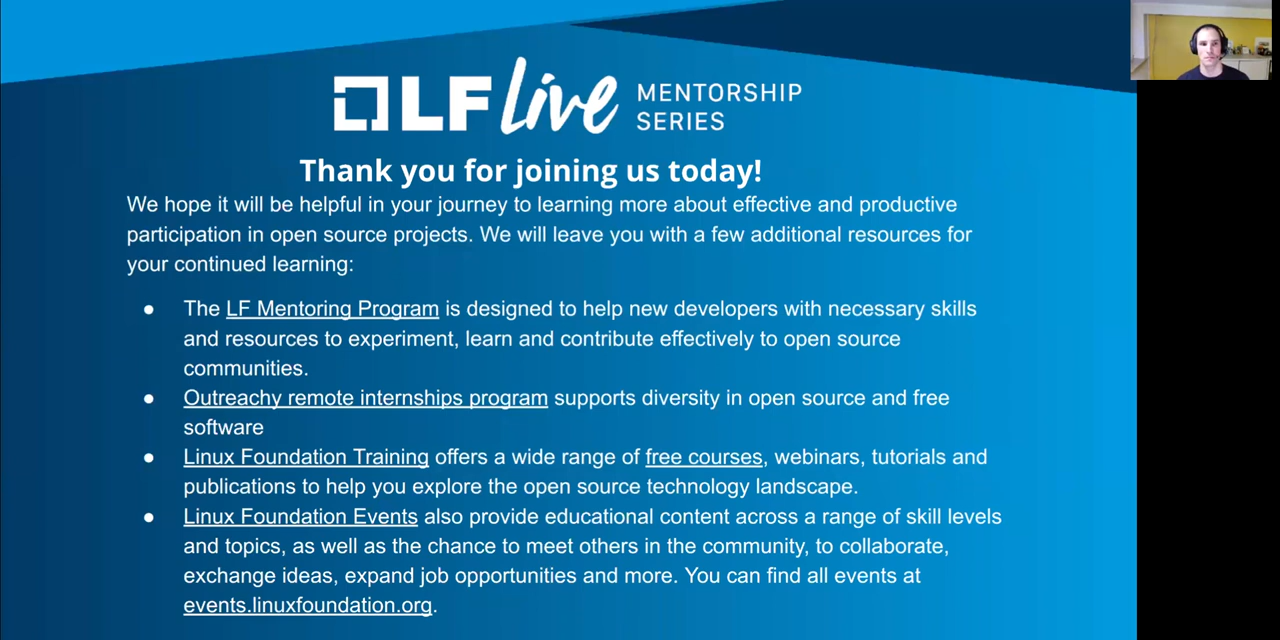 LF Live MENTORSHIP
SERIES
Thank you for joining us today!
We hope it will be helpful in your journey to learning more about effective and productive
participation in open source projects. We will leave you with a few additional resources for
your continued learning:
● The LF Mentoring Program is designed to help new developers with necessary skills
and resources to experiment, learn and contribute effectively to open source
communities.
● Outreachy remote internships program supports diversity in open source and free
software
● Linux Foundation Training offers a wide range of free courses, webinars, tutorials and
publications to help you explore the open source technology landscape.
● Linux Foundation Events also provide educational content across a range of skill levels
and topics, as well as the chance to meet others in the community, to collaborate,
exchange ideas, expand job opportunities and more. You can find all events at
events.linuxfoundation.org.